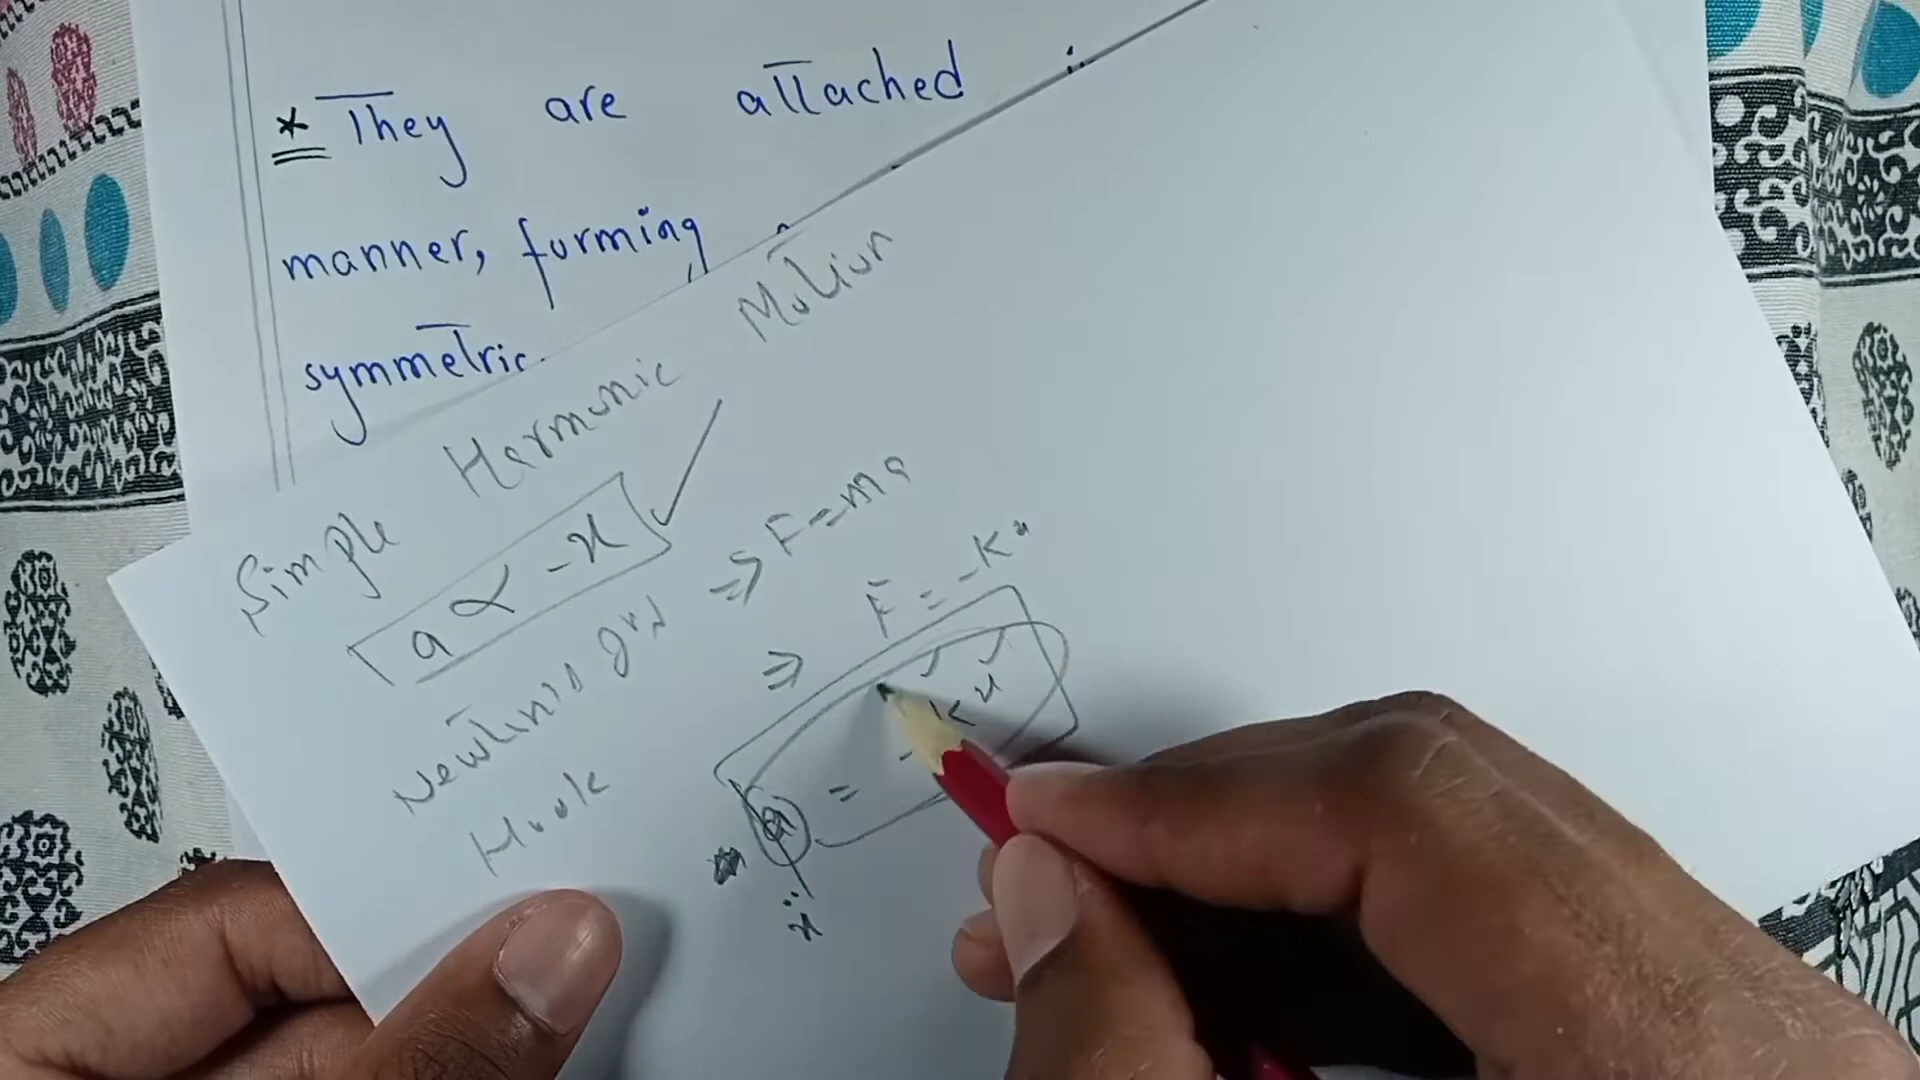 * They are attached
manner, forming
symmetric
Simple Harmonic Motion
a ∝ -x
Newton's 2nd ⇒ F=ma
Hook ⇒ F = -kx
= - kx
ẍ